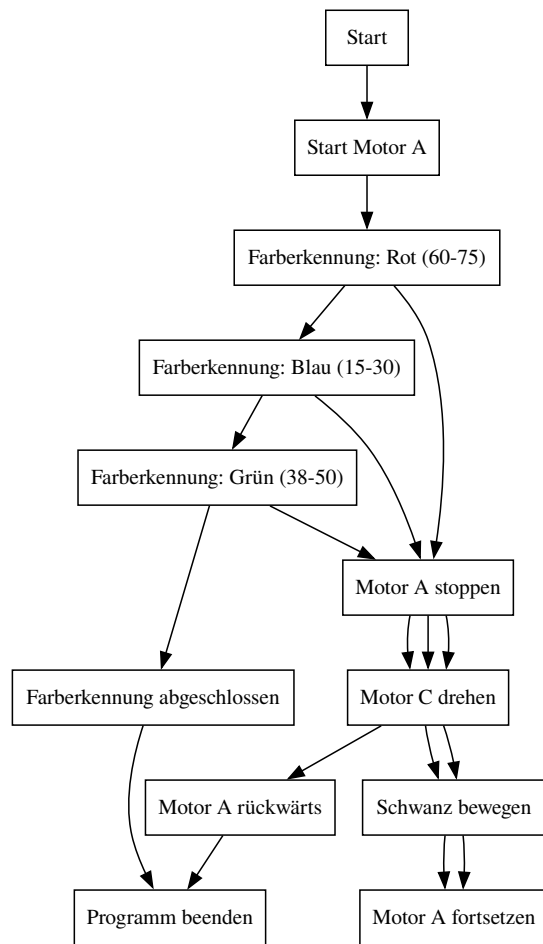 Start
Start Motor A
Farberkennung: Rot (60-75)
Farberkennung: Blau (15-30)
Farberkennung: Grün (38-50)
Motor A stoppen
Farberkennung abgeschlossen
Motor C drehen
Motor A rückwärts
Schwanz bewegen
Programm beenden
Motor A fortsetzen